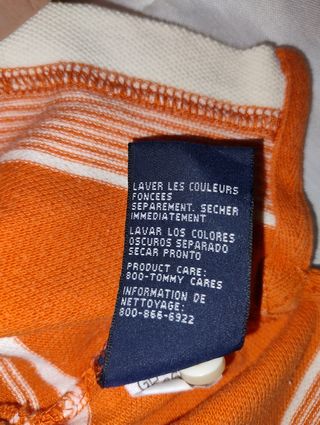 LAVER LES COULEURS
FONCEES
SEPAREMENT. SECHER
IMMEDIATEMENT
LAVAR LOS COLORES
OSCUROS SEPARADO
SECAR PRONTO
PRODUCT CARE:
800-TOMMY CARES
INFORMATION DE
NETTOYAGE:
800-866-6922